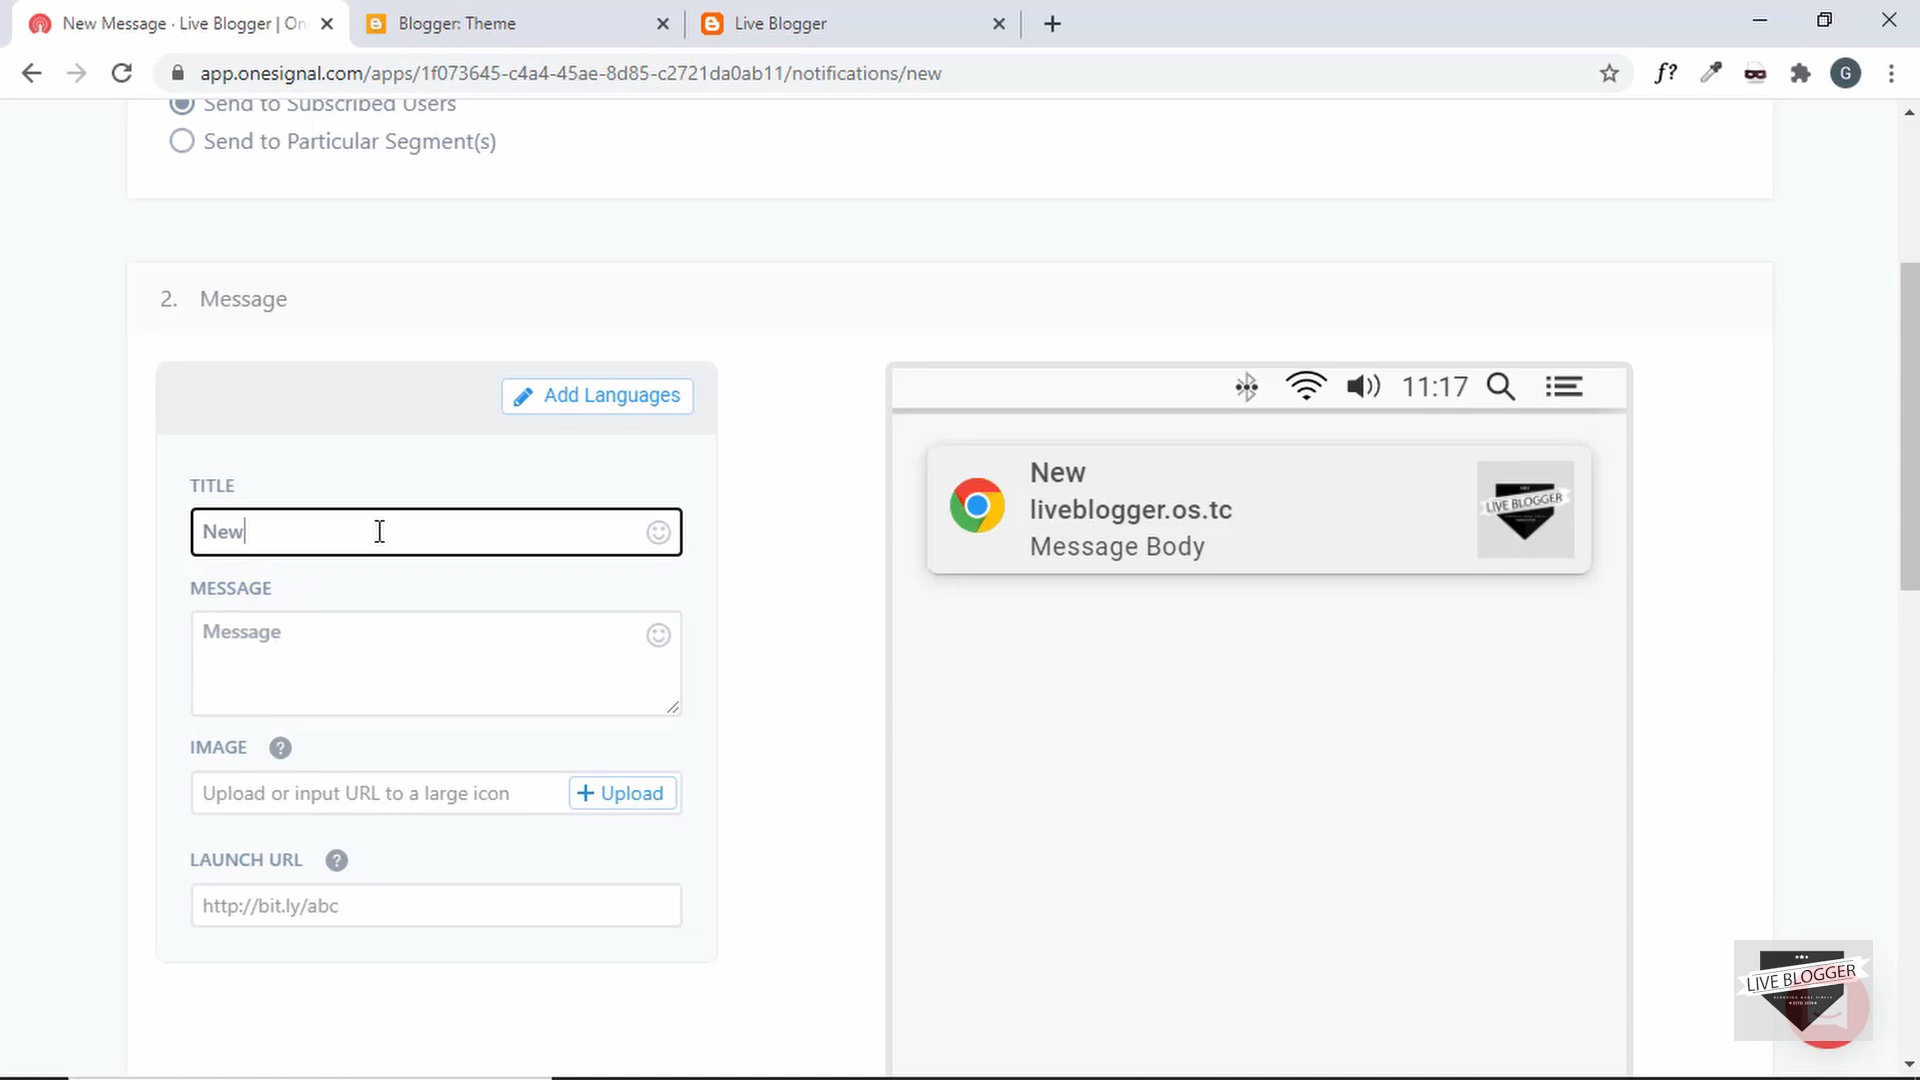 New Message · Live Blogger | On
Blogger: Theme
Live Blogger
app.onesignal.com/apps/1f073645-c4a4-45ae-8d85-c2721da0ab11/notifications/new
f?
G
Send to Subscribed Users
Send to Particular Segment(s)
2. Message
Add Languages
11:17
TITLE
New
New
liveblogger.os.tc
Message Body
LIVE BLOGGER
MESSAGE
Message
IMAGE ?
Upload or input URL to a large icon
+ Upload
LAUNCH URL ?
http://bit.ly/abc
LIVE BLOGGER